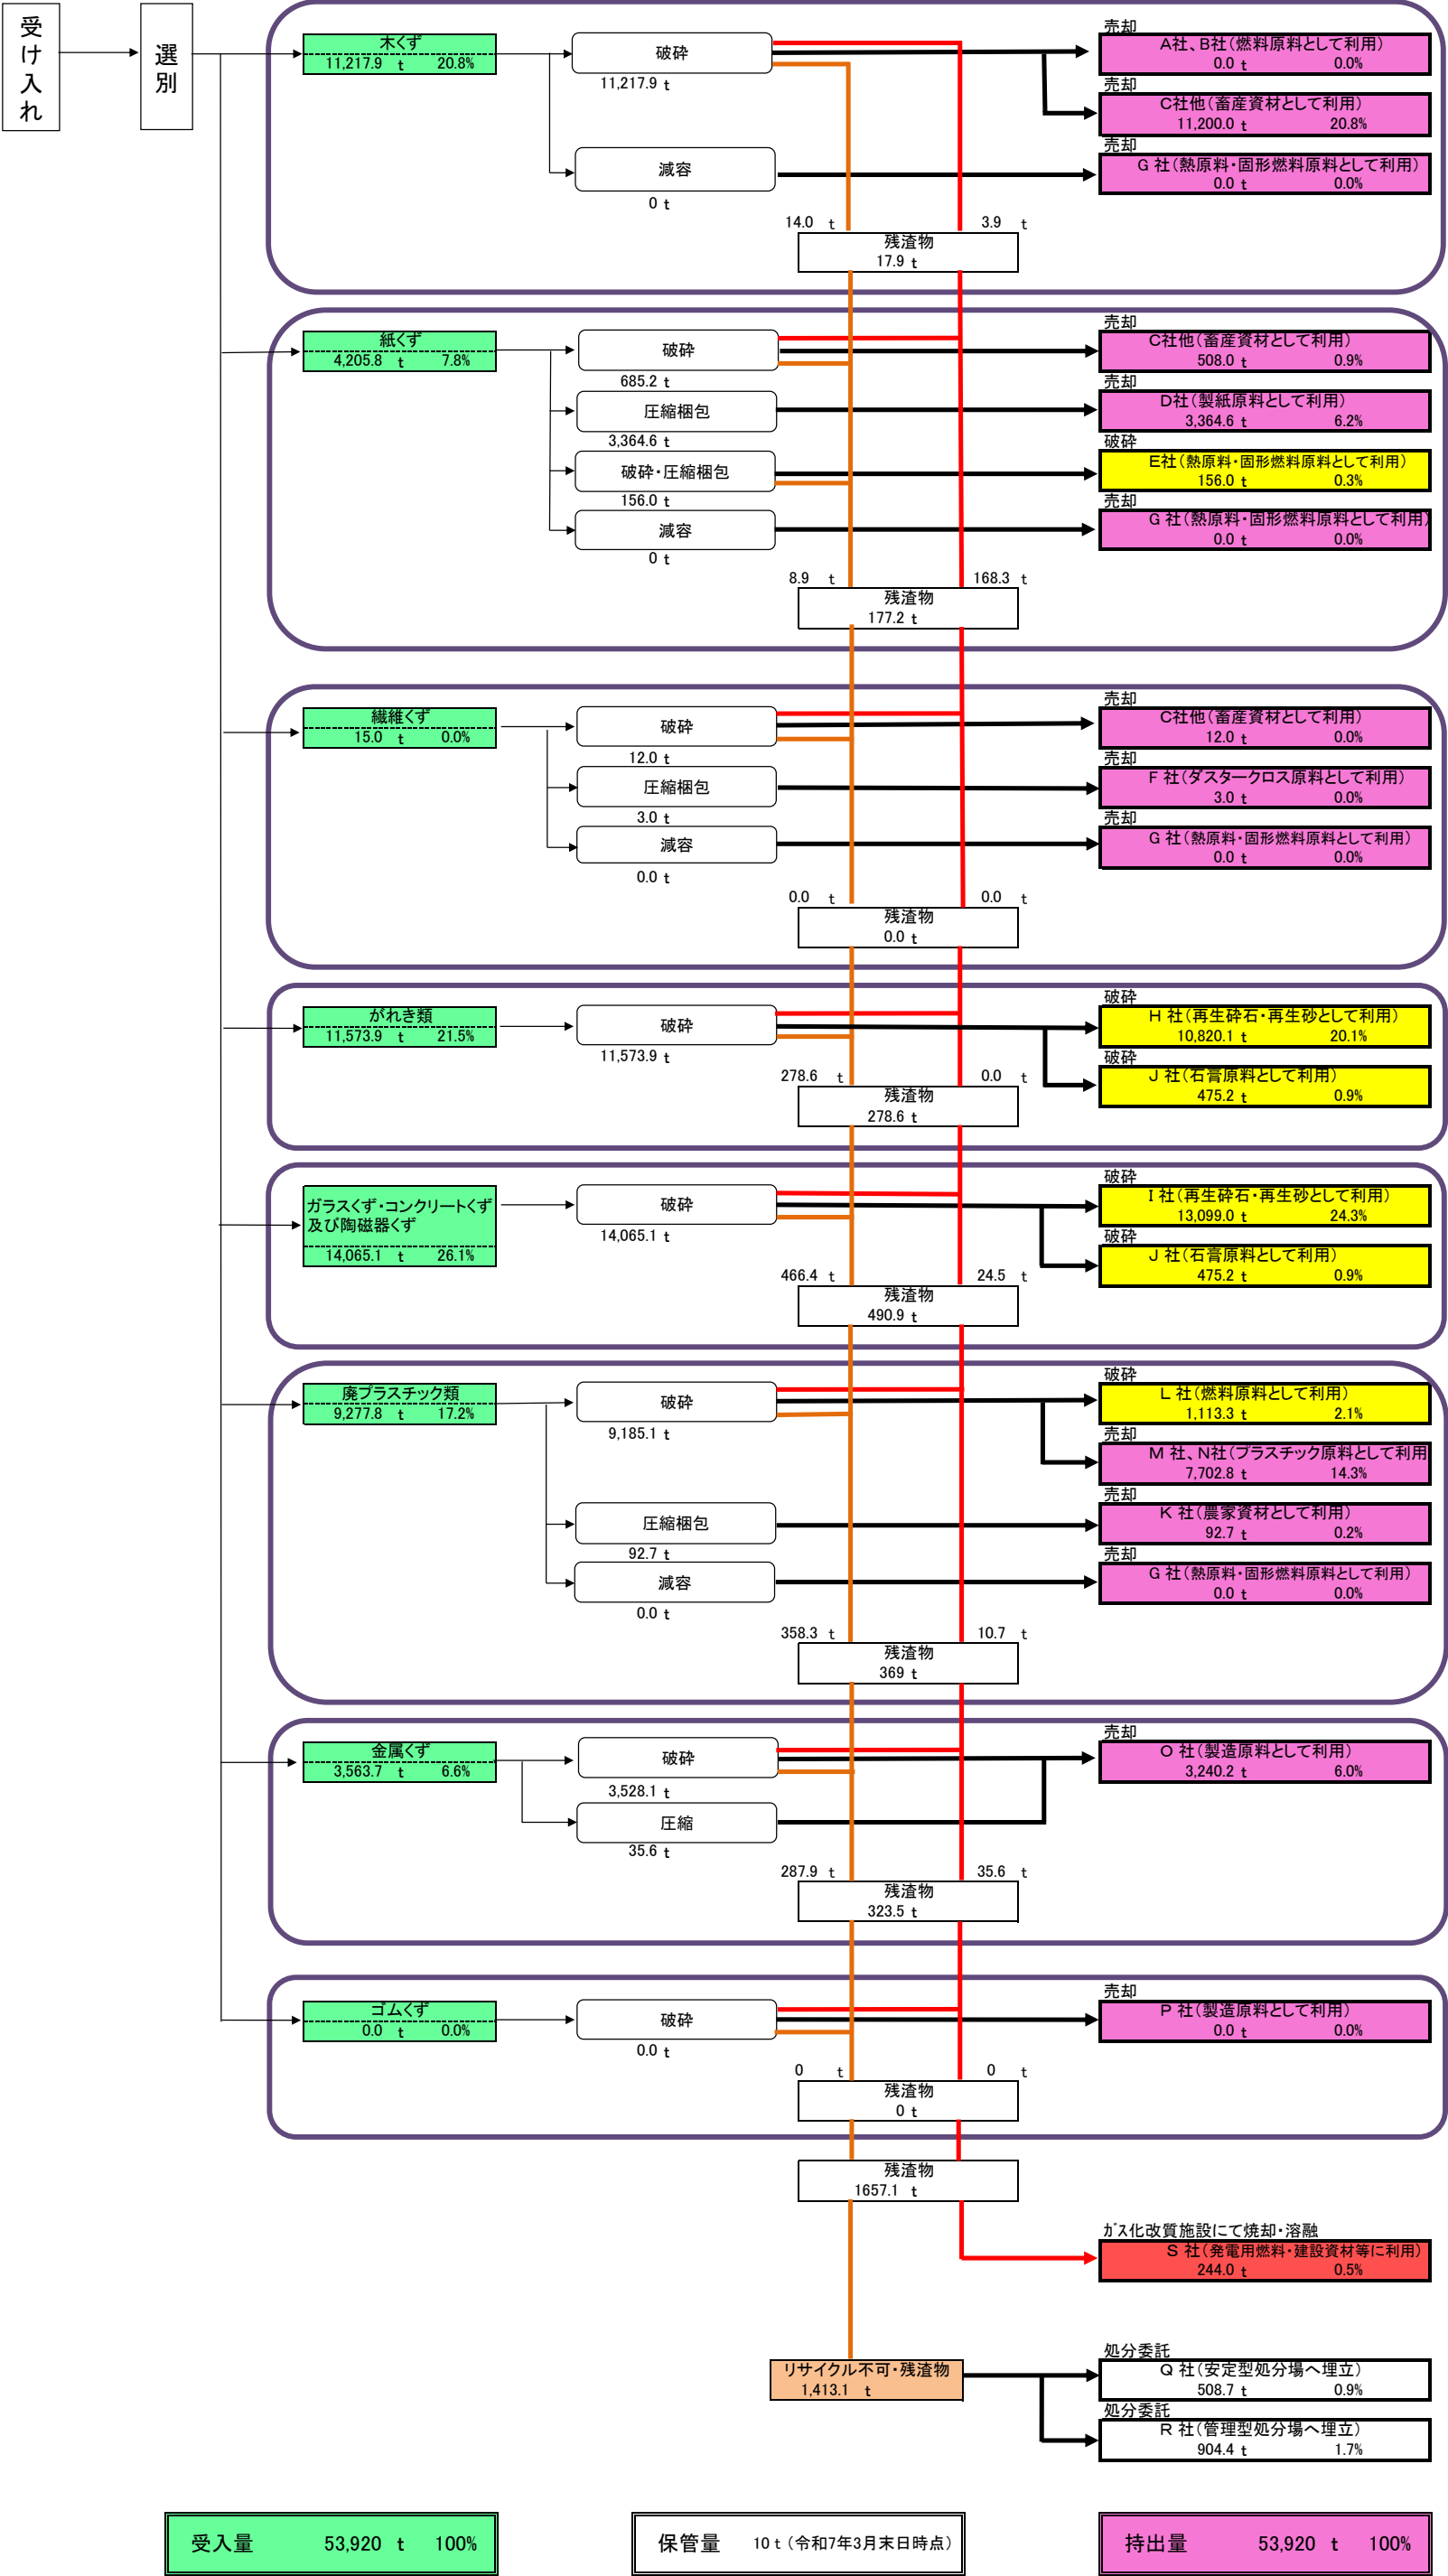 受け入れ
選別
木くず
11,217.9 t 20.8%
破砕
11,217.9 t
減容
0 t
売却
A社、B社(燃料原料として利用)
0.0 t 0.0%
売却
C社他(畜産資材として利用)
11,200.0 t 20.8%
売却
G 社(熱原料・固形燃料原料として利用)
0.0 t 0.0%
14.0 t 3.9 t
残渣物
17.9 t
紙くず
4,205.8 t 7.8%
破砕
685.2 t
圧縮梱包
3,364.6 t
破砕・圧縮梱包
156.0 t
減容
0 t
売却
C社他(畜産資材として利用)
508.0 t 0.9%
売却
D社(製紙原料として利用)
3,364.6 t 6.2%
破砕
E社(熱原料・固形燃料原料として利用)
156.0 t 0.3%
売却
G 社(熱原料・固形燃料原料として利用)
0.0 t 0.0%
8.9 t 168.3 t
残渣物
177.2 t
繊維くず
15.0 t 0.0%
破砕
12.0 t
圧縮梱包
3.0 t
減容
0.0 t
売却
C社他(畜産資材として利用)
12.0 t 0.0%
売却
F 社(ダスタークロス原料として利用)
3.0 t 0.0%
売却
G 社(熱原料・固形燃料原料として利用)
0.0 t 0.0%
0.0 t 0.0 t
残渣物
0.0 t
がれき類
11,573.9 t 21.5%
破砕
11,573.9 t
破砕
H 社(再生砕石・再生砂として利用)
10,820.1 t 20.1%
破砕
J 社(石膏原料として利用)
475.2 t 0.9%
278.6 t 0.0 t
残渣物
278.6 t
ガラスくず・コンクリートくず
及び陶磁器くず
14,065.1 t 26.1%
破砕
14,065.1 t
破砕
I 社(再生砕石・再生砂として利用)
13,099.0 t 24.3%
破砕
J 社(石膏原料として利用)
475.2 t 0.9%
466.4 t 24.5 t
残渣物
490.9 t
廃プラスチック類
9,277.8 t 17.2%
破砕
9,185.1 t
圧縮梱包
92.7 t
減容
0.0 t
破砕
L 社(燃料原料として利用)
1,113.3 t 2.1%
売却
M 社、N社(プラスチック原料として利用
7,702.8 t 14.3%
売却
K 社(農家資材として利用)
92.7 t 0.2%
売却
G 社(熱原料・固形燃料原料として利用)
0.0 t 0.0%
358.3 t 10.7 t
残渣物
369 t
金属くず
3,563.7 t 6.6%
破砕
3,528.1 t
圧縮
35.6 t
売却
O 社(製造原料として利用)
3,240.2 t 6.0%
287.9 t 35.6 t
残渣物
323.5 t
ゴムくず
0.0 t 0.0%
破砕
0.0 t
売却
P 社(製造原料として利用)
0.0 t 0.0%
0 t 0 t
残渣物
0 t
残渣物
1657.1 t
ガス化改質施設にて焼却・溶融
S 社(発電用燃料・建設資材等に利用)
244.0 t 0.5%
リサイクル不可・残渣物
1,413.1 t
処分委託
Q 社(安定型処分場へ埋立)
508.7 t 0.9%
処分委託
R 社(管理型処分場へ埋立)
904.4 t 1.7%
受入量 53,920 t 100%
保管量 10ｔ(令和7年3月末日時点)
持出量 53,920 t 100%